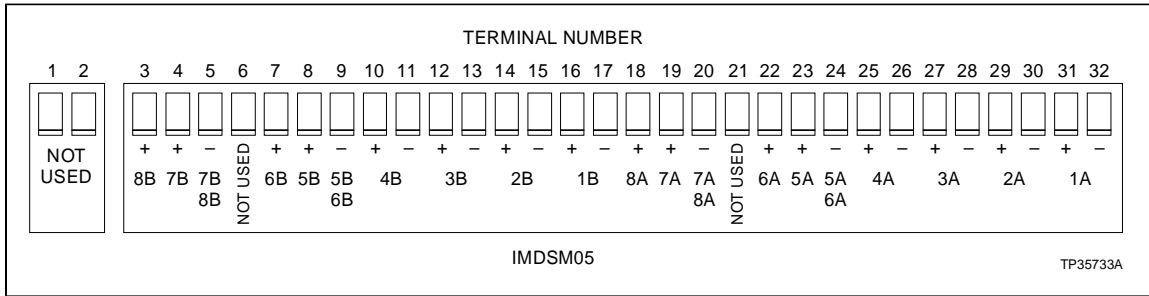 TERMINAL NUMBER
1 2 3 4 5 6 7 8 9 10 11 12 13 14 15 16 17 18 19 20 21 22 23 24 25 26 27 28 29 30 31 32
+ + – + + – + – + – + – + – + + – + + – + – + – + – + –
NOT USED 8B 7B 7B 8B NOT USED 6B 5B 5B 6B 4B 3B 2B 1B 8A 7A 7A 8A NOT USED 6A 5A 5A 6A 4A 3A 2A 1A
IMDSM05
TP35733A